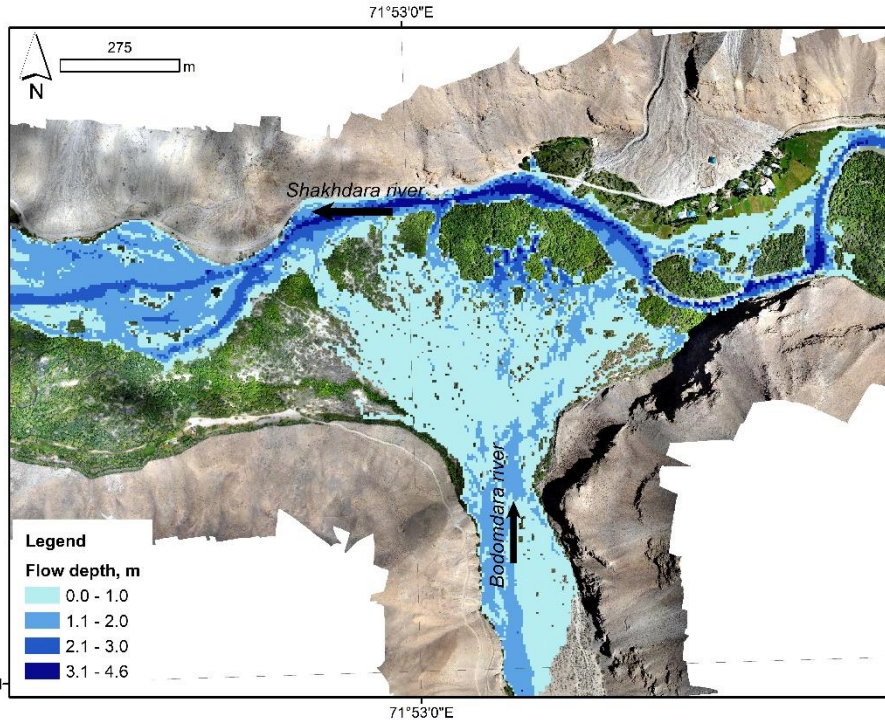 71°53'0"E
275
m
N
Shakhdara river
Bodomdara river
Legend
Flow depth, m
0.0 - 1.0
1.1 - 2.0
2.1 - 3.0
3.1 - 4.6
71°53'0"E